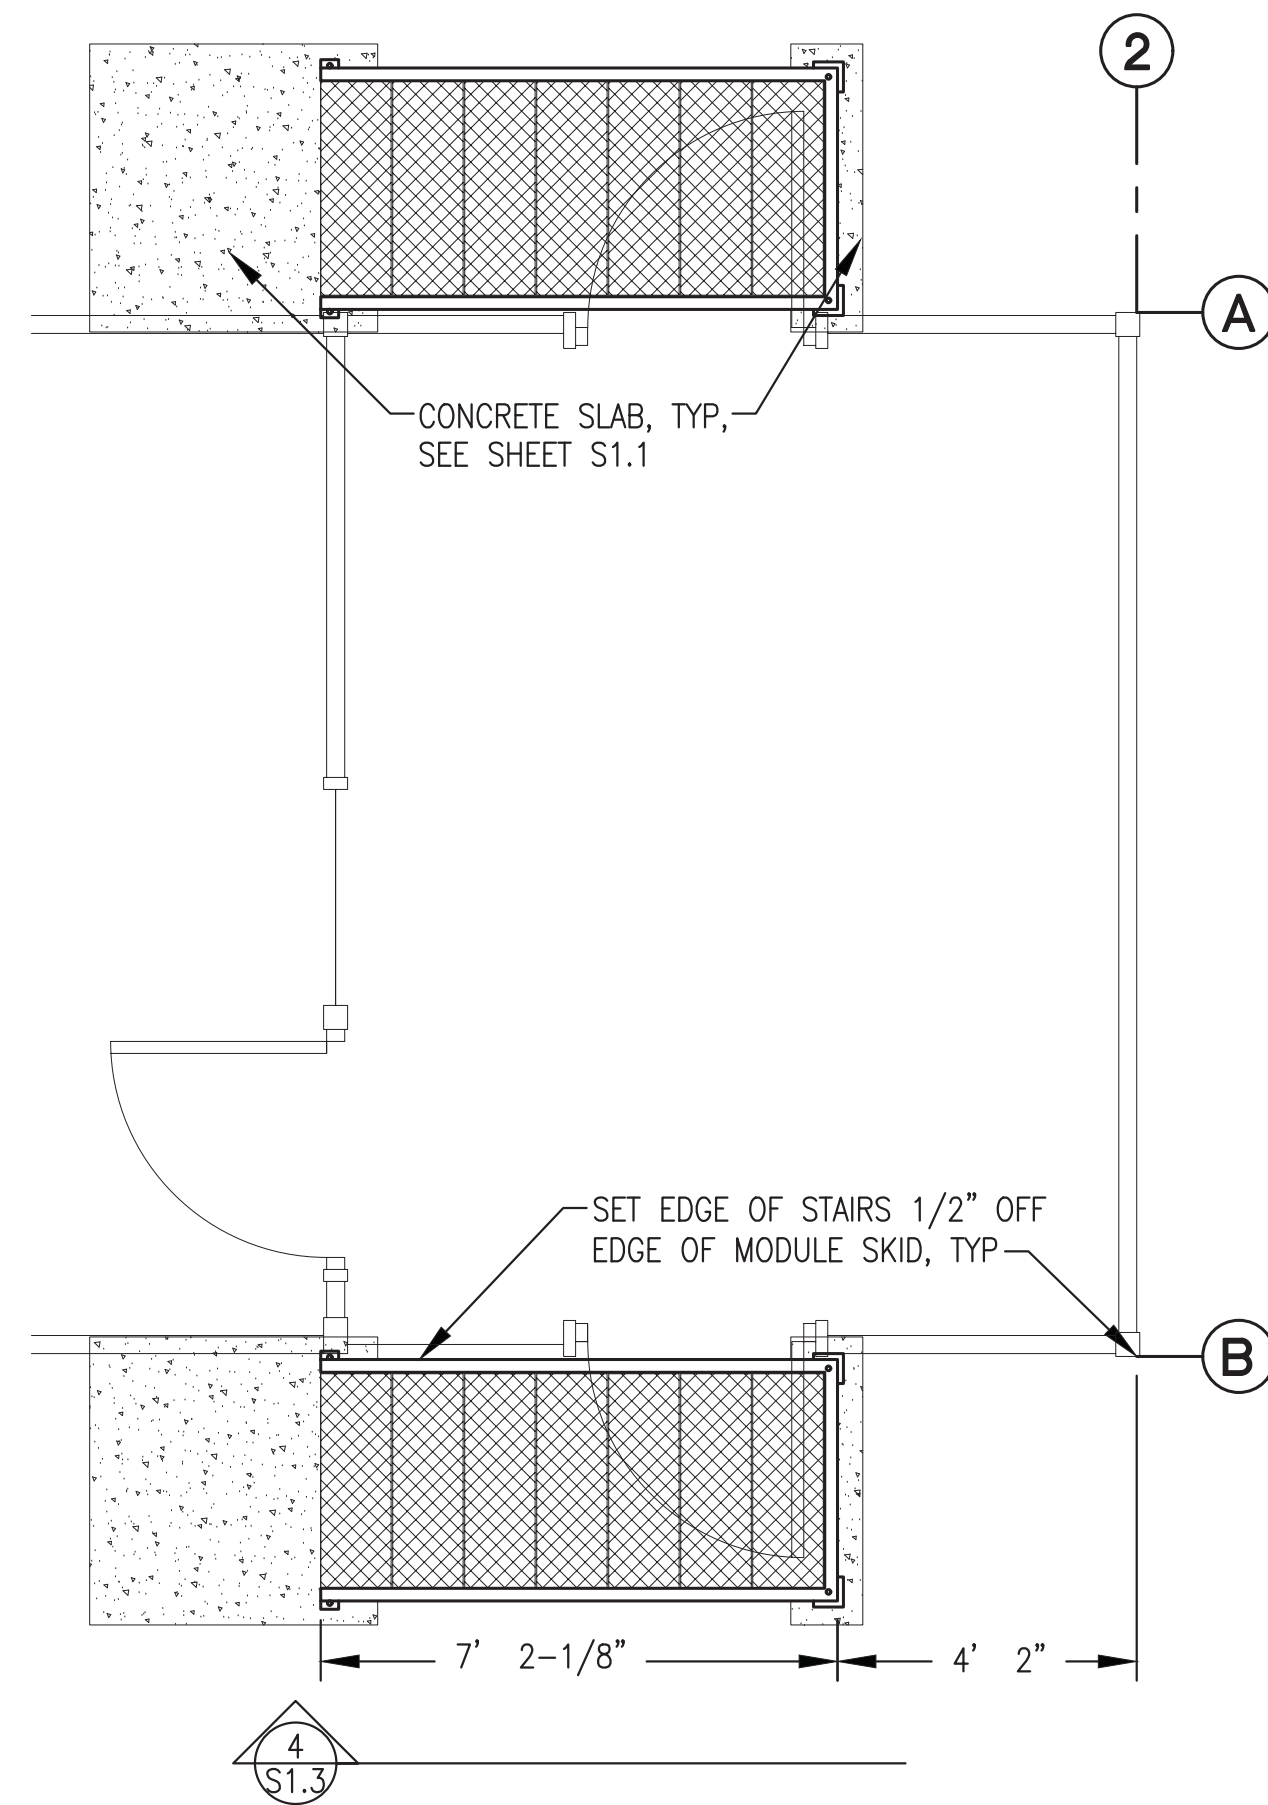 2
A
CONCRETE SLAB, TYP,
SEE SHEET S1.1
SET EDGE OF STAIRS 1/2" OFF
EDGE OF MODULE SKID, TYP
B
7' 2-1/8"
4' 2"
4
S1.3